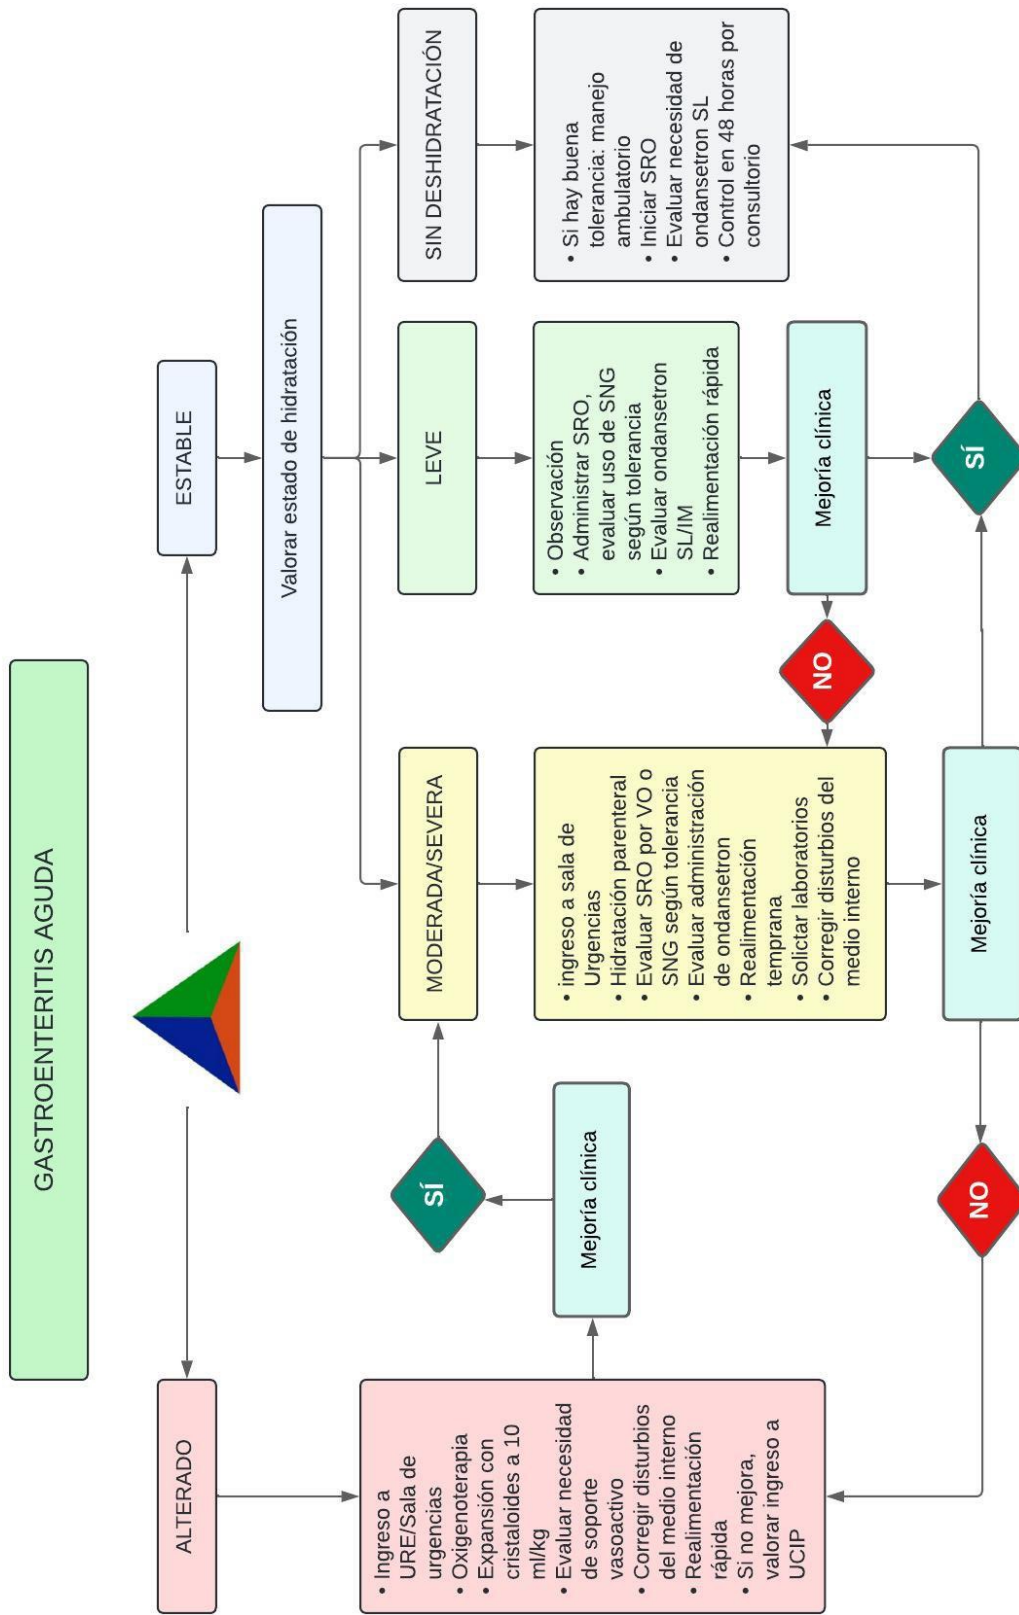 GASTROENTERITIS AGUDA
ALTERADO
ESTABLE
Valorar estado de hidratación
• Ingreso a
URE/Sala de
urgencias
• Oxigenoterapia
• Expansión con
cristaloides a 10
ml/kg
• Evaluar necesidad
de soporte
vasoactivo
• Corregir disturbios
del medio interno
• Realimentación
rápida
• Si no mejora,
valorar ingreso a
UCIP
Mejoría clínica
SÍ
MODERADA/SEVERA
• ingreso a sala de
Urgencias
• Hidratación parenteral
• Evaluar SRO por VO o
SNG según tolerancia
• Evaluar administración
de ondansetron
• Realimentación
temprana
• Solictar laboratorios
• Corregir disturbios del
medio interno
Mejoría clínica
NO
LEVE
• Observación
• Administrar SRO,
evaluar uso de SNG
según tolerancia
• Evaluar ondansetron
SL/IM
• Realimentación rápida
Mejoría clínica
NO
SÍ
SIN DESHIDRATACIÓN
• Si hay buena
tolerancia: manejo
ambulatorio
• Iniciar SRO
• Evaluar necesidad de
ondansetron SL
• Control en 48 horas por
consultorio